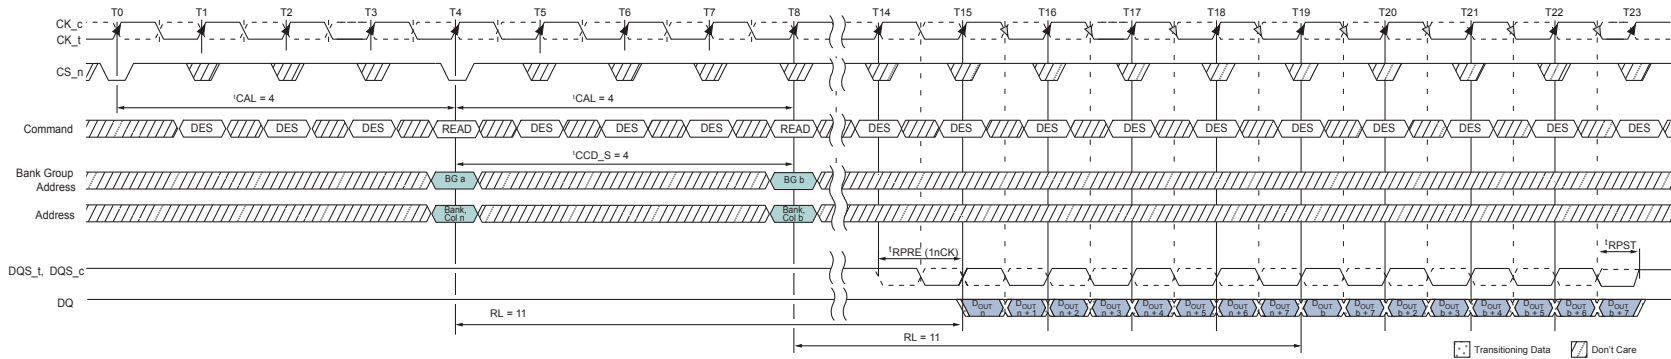 T0 T1 T2 T3 T4 T5 T6 T7 T8 T14 T15 T16 T17 T18 T19 T20 T21 T22 T23
CK_c
CK_t
CS_n
tCAL = 4 tCAL = 4
Command DES DES DES READ DES DES DES READ DES DES DES DES DES DES DES DES DES DES
tCCD_S = 4
Bank Group
Address BG a BG b
Address Bank, Col n Bank, Col b
tRPRE (1nCK) tRPST
DQS_t, DQS_c
DQ DOUT n DOUT n + 1 DOUT n + 2 DOUT n + 3 DOUT n + 4 DOUT n + 5 DOUT n + 6 DOUT n + 7 DOUT b DOUT b + 7 DOUT b + 2 DOUT b + 3 DOUT b + 4 DOUT b + 5 DOUT b + 6 DOUT b + 7
RL = 11
RL = 11
Transitioning Data Don't Care